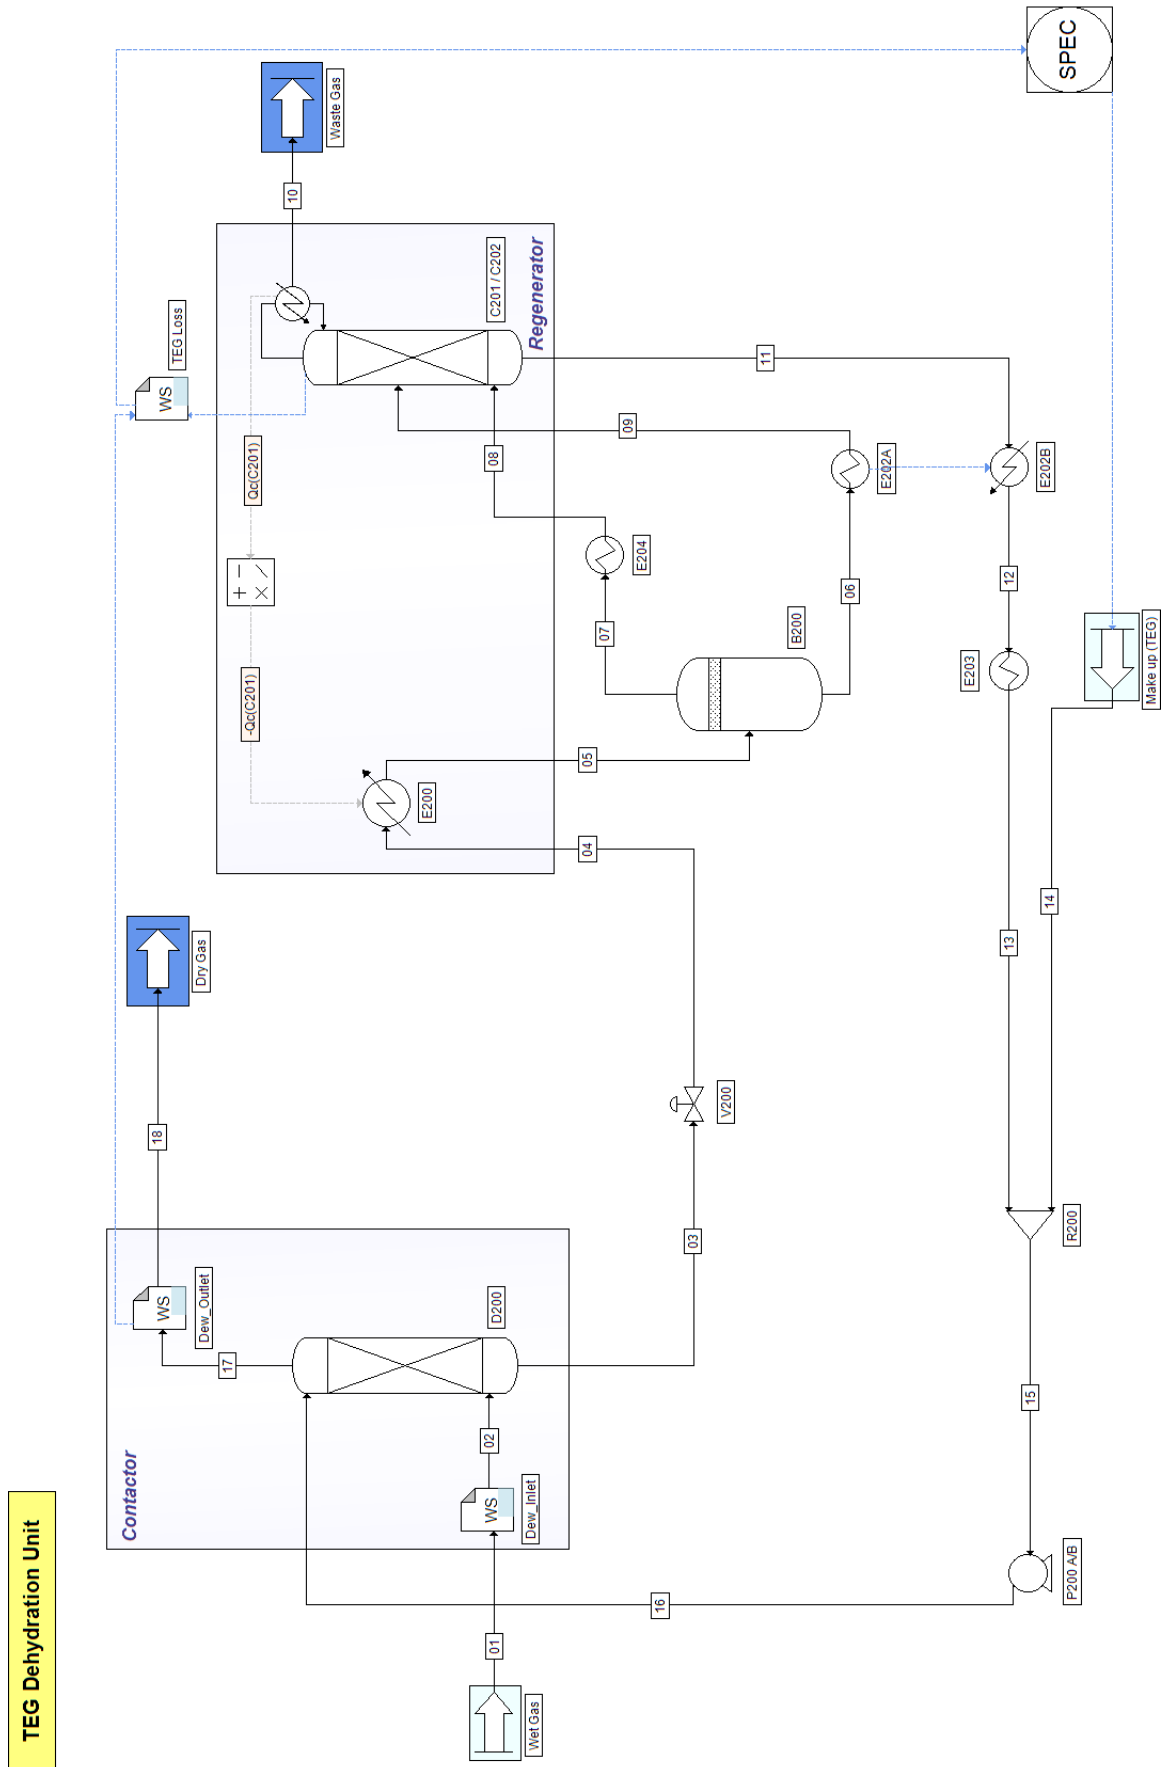 TEG Dehydration Unit
Contactor
Wet Gas
01
WS
Dew_Inlet
02
D200
17
WS
Dew_Outlet
18
Dry Gas
03
V200
04
Regenerator
E200
05
-Qc(C201)
+ −
× /
Qc(C201)
B200
07
06
E204
08
E202A
09
C201 / C202
WS
TEG Loss
10
Waste Gas
SPEC
11
E202B
12
E203
13
Make up (TEG)
14
R200
15
P200 A/B
16